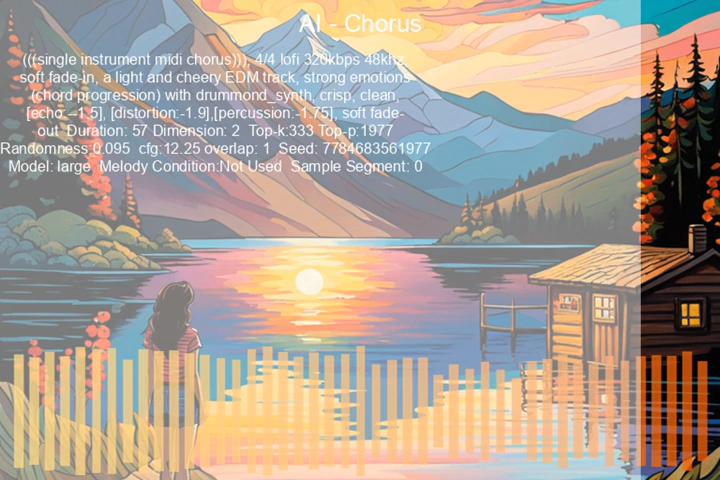 AI - Chorus
(((single instrument midi chorus))), 4/4 lofi 320kbps 48khz,
soft fade-in, a light and cheery EDM track, strong emotions
(chord progression) with drummond_synth, crisp, clean,
[echo:-1.5], [distortion:-1.9],[percussion:-1.75], soft fade-
out Duration: 57 Dimension: 2 Top-k:333 Top-p:1977
Randomness:0.095 cfg:12.25 overlap: 1 Seed: 7784683561977
Model: large Melody Condition:Not Used Sample Segment: 0